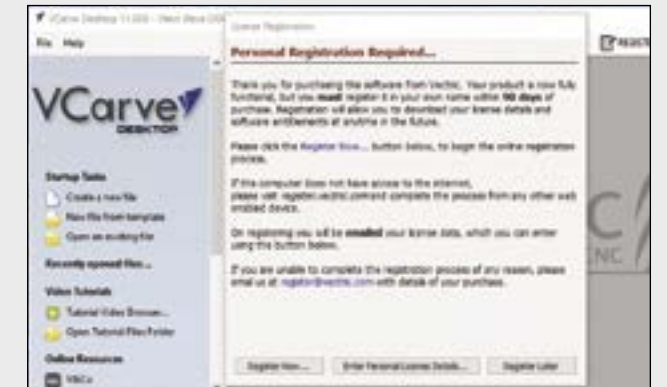 VCarve Desktop
File Help
License Registration
Personal Registration Required...
REGIST
Thank you for purchasing the software from Vectric. Your product is now fully
functional, but you must register it in your own name within 90 days of
purchase. Registration will allow you to download your license details and
software entitlements at anytime in the future.
Please click the Register Now... button below, to begin the online registration
process.
If the computer does not have access to the internet,
please visit register.vectric.com and complete the process from any other web
enabled device.
On registering you will be emailed your license data, which you can enter
using the button below.
If you are unable to complete the registration process of any reason, please
email us at register@vectric.com with details of your purchase.
Register Now... Enter Personal License Details... Register Later
VCarve
DESKTOP
Startup Tasks
Create a new file
New file from template
Open an existing file
Recently opened files...
Video Tutorials
Tutorial Video Browser...
Open Tutorial Files Folder
Online Resources
V&Co
C
NC